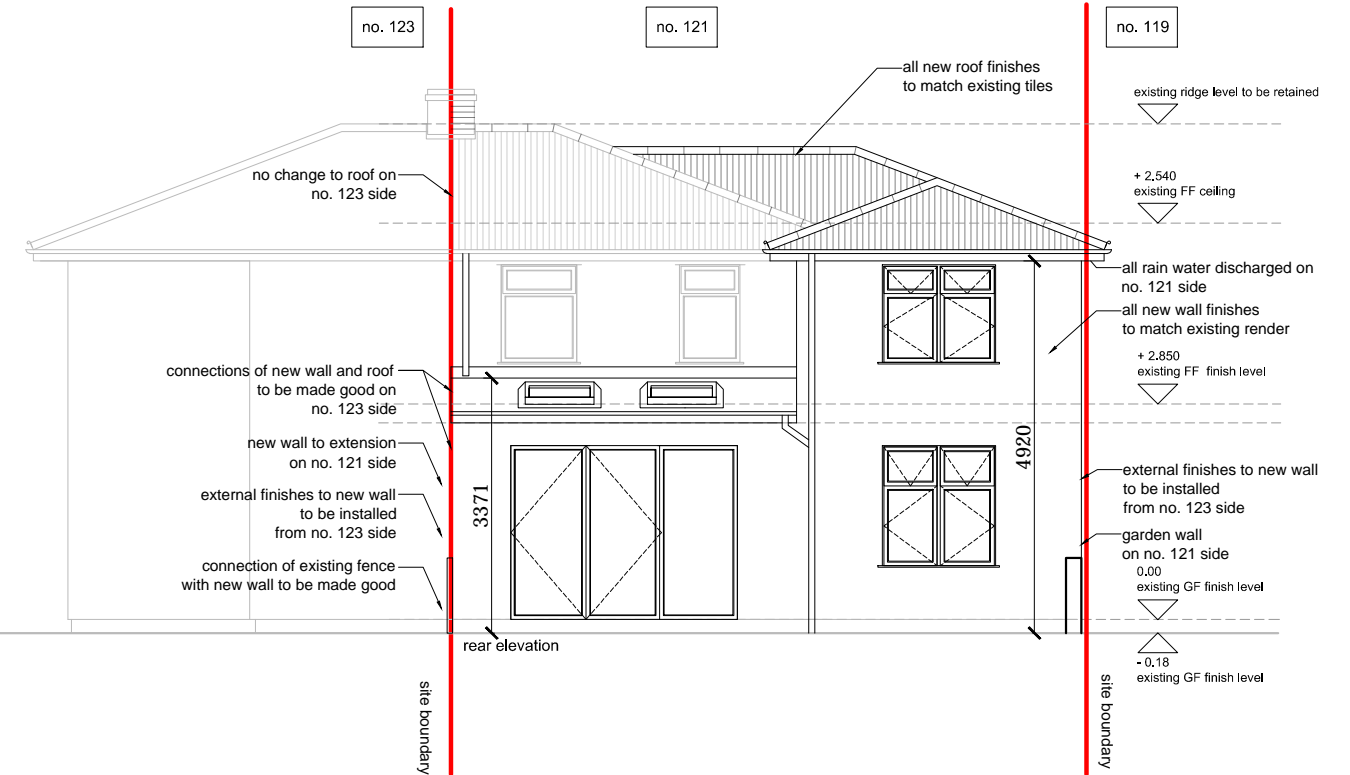 no. 123
no. 121
no. 119
all new roof finishes
to match existing tiles
existing ridge level to be retained
no change to roof on
no. 123 side
+ 2.540
existing FF ceiling
all rain water discharged on
no. 121 side
all new wall finishes
to match existing render
+ 2.850
existing FF finish level
connections of new wall and roof
to be made good on
no. 123 side
new wall to extension
on no. 121 side
external finishes to new wall
to be installed
from no. 123 side
connection of existing fence
with new wall to be made good
3371
4920
external finishes to new wall
to be installed
from no. 123 side
garden wall
on no. 121 side
0.00
existing GF finish level
- 0.18
existing GF finish level
rear elevation
site boundary
site boundary